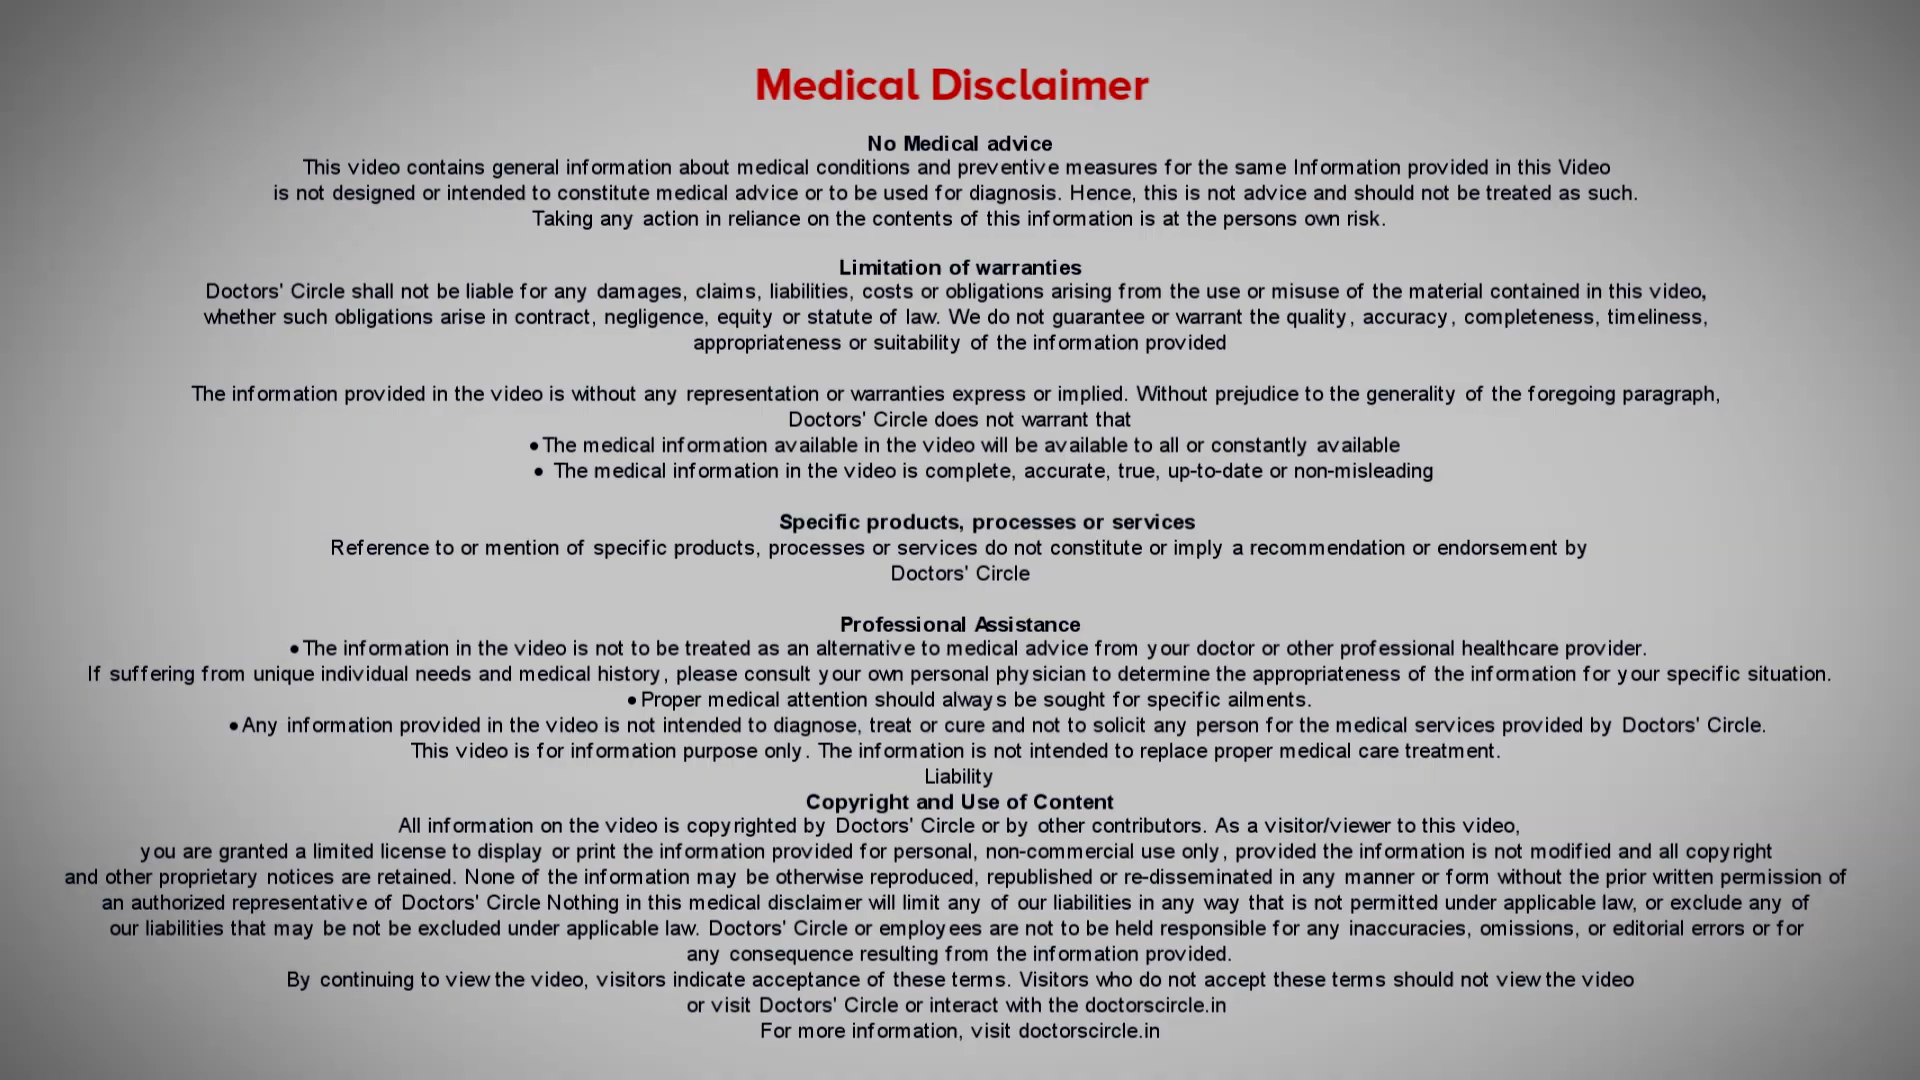 Medical Disclaimer
No Medical advice
This video contains general information about medical conditions and preventive measures for the same Information provided in this Video
is not designed or intended to constitute medical advice or to be used for diagnosis. Hence, this is not advice and should not be treated as such.
Taking any action in reliance on the contents of this information is at the persons own risk.
Limitation of warranties
Doctors' Circle shall not be liable for any damages, claims, liabilities, costs or obligations arising from the use or misuse of the material contained in this video,
whether such obligations arise in contract, negligence, equity or statute of law. We do not guarantee or warrant the quality, accuracy, completeness, timeliness,
appropriateness or suitability of the information provided
The information provided in the video is without any representation or warranties express or implied. Without prejudice to the generality of the foregoing paragraph,
Doctors' Circle does not warrant that
•The medical information available in the video will be available to all or constantly available
• The medical information in the video is complete, accurate, true, up-to-date or non-misleading
Specific products, processes or services
Reference to or mention of specific products, processes or services do not constitute or imply a recommendation or endorsement by
Doctors' Circle
Professional Assistance
•The information in the video is not to be treated as an alternative to medical advice from your doctor or other professional healthcare provider.
If suffering from unique individual needs and medical history, please consult your own personal physician to determine the appropriateness of the information for your specific situation.
•Proper medical attention should always be sought for specific ailments.
•Any information provided in the video is not intended to diagnose, treat or cure and not to solicit any person for the medical services provided by Doctors' Circle.
This video is for information purpose only. The information is not intended to replace proper medical care treatment.
Liability
Copyright and Use of Content
All information on the video is copyrighted by Doctors' Circle or by other contributors. As a visitor/viewer to this video,
you are granted a limited license to display or print the information provided for personal, non-commercial use only, provided the information is not modified and all copyright
and other proprietary notices are retained. None of the information may be otherwise reproduced, republished or re-disseminated in any manner or form without the prior written permission of
an authorized representative of Doctors' Circle Nothing in this medical disclaimer will limit any of our liabilities in any way that is not permitted under applicable law, or exclude any of
our liabilities that may be not be excluded under applicable law. Doctors' Circle or employees are not to be held responsible for any inaccuracies, omissions, or editorial errors or for
any consequence resulting from the information provided.
By continuing to view the video, visitors indicate acceptance of these terms. Visitors who do not accept these terms should not view the video
or visit Doctors' Circle or interact with the doctorscircle.in
For more information, visit doctorscircle.in